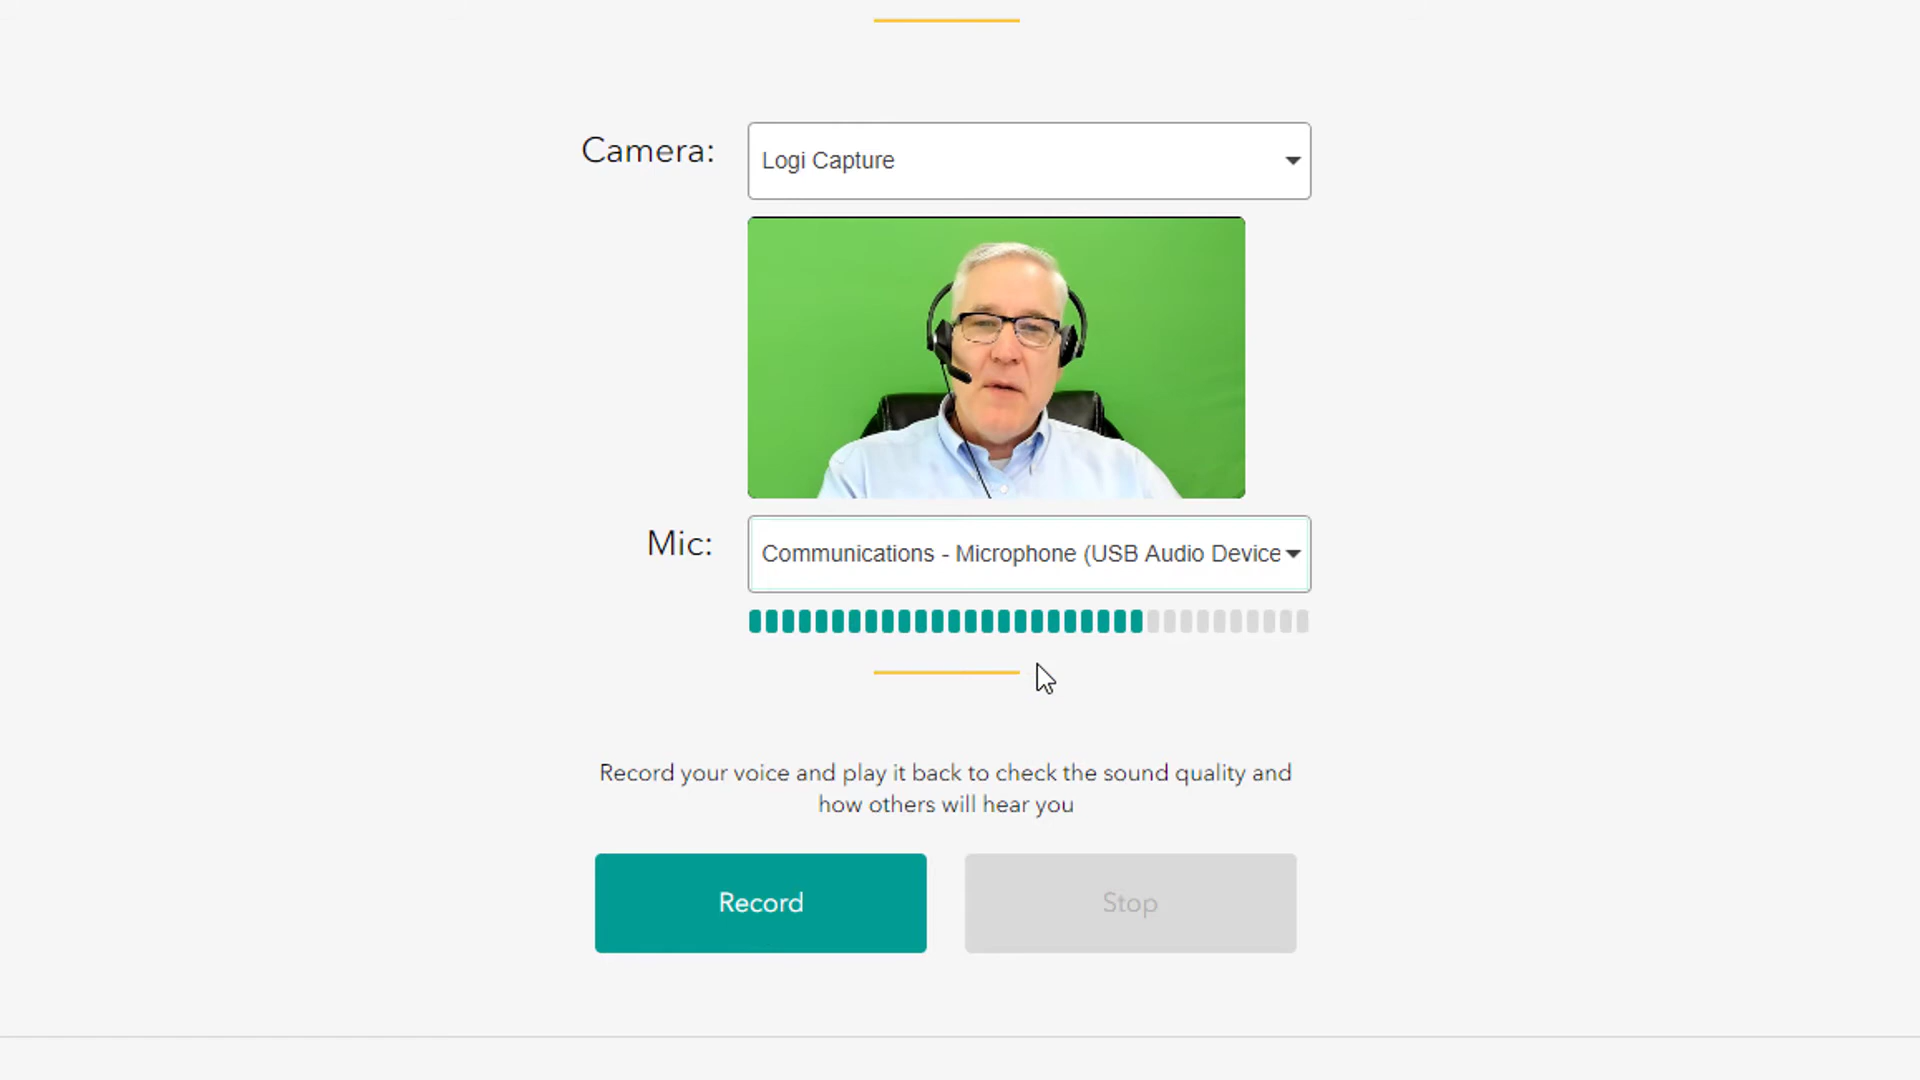 Camera:
Logi Capture
Mic:
Communications - Microphone (USB Audio Device
Record your voice and play it back to check the sound quality and
how others will hear you
Record
Stop